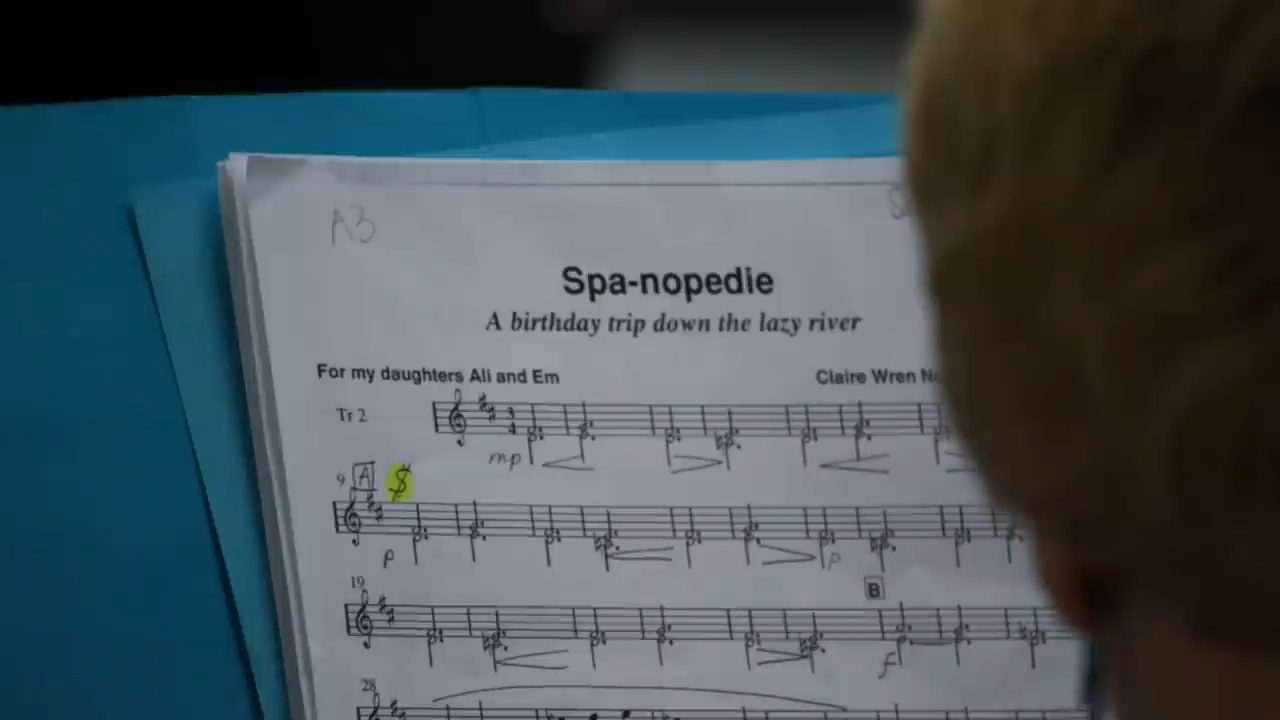 A3
Spa-nopedie
A birthday trip down the lazy river
For my daughters Ali and Em
Claire Wren
Tr 2
mp
9 A
p
p
B
19
f
28